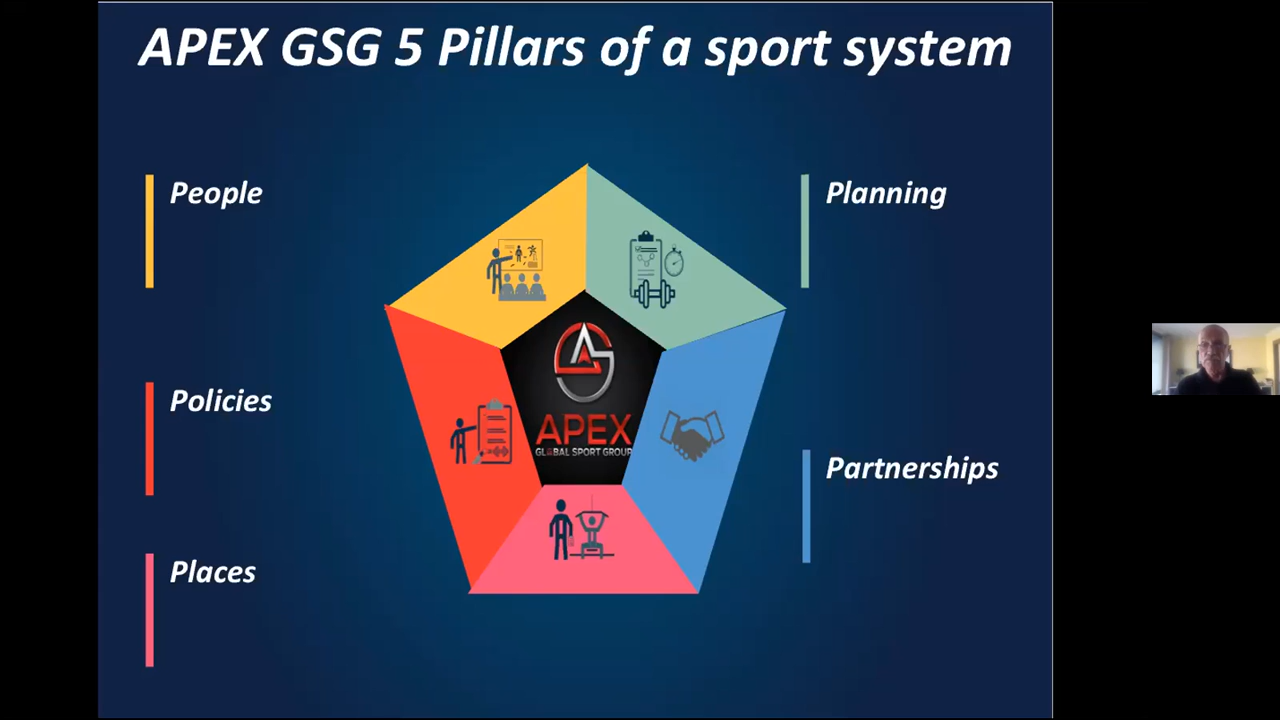 APEX GSG 5 Pillars of a sport system
People
Planning
Policies
Partnerships
Places
APEX
GLOBAL SPORT GROUP